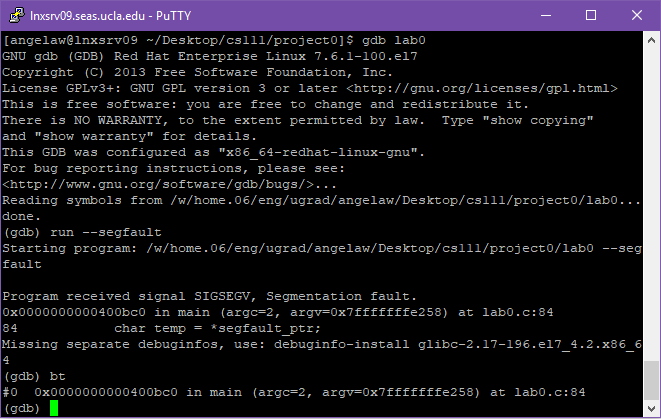 lnxsrv09.seas.ucla.edu - PuTTY
[angelaw@lnxsrv09 ~/Desktop/cs111/project0]$ gdb lab0
GNU gdb (GDB) Red Hat Enterprise Linux 7.6.1-100.el7
Copyright (C) 2013 Free Software Foundation, Inc.
License GPLv3+: GNU GPL version 3 or later <http://gnu.org/licenses/gpl.html>
This is free software: you are free to change and redistribute it.
There is NO WARRANTY, to the extent permitted by law.  Type "show copying"
and "show warranty" for details.
This GDB was configured as "x86_64-redhat-linux-gnu".
For bug reporting instructions, please see:
<http://www.gnu.org/software/gdb/bugs/>...
Reading symbols from /w/home.06/eng/ugrad/angelaw/Desktop/cs111/project0/lab0...
done.
(gdb) run --segfault
Starting program: /w/home.06/eng/ugrad/angelaw/Desktop/cs111/project0/lab0 --seg
fault
Program received signal SIGSEGV, Segmentation fault.
0x0000000000400bc0 in main (argc=2, argv=0x7fffffffe258) at lab0.c:84
84            char temp = *segfault_ptr;
Missing separate debuginfos, use: debuginfo-install glibc-2.17-196.el7_4.2.x86_6
4
(gdb) bt
#0  0x0000000000400bc0 in main (argc=2, argv=0x7fffffffe258) at lab0.c:84
(gdb)